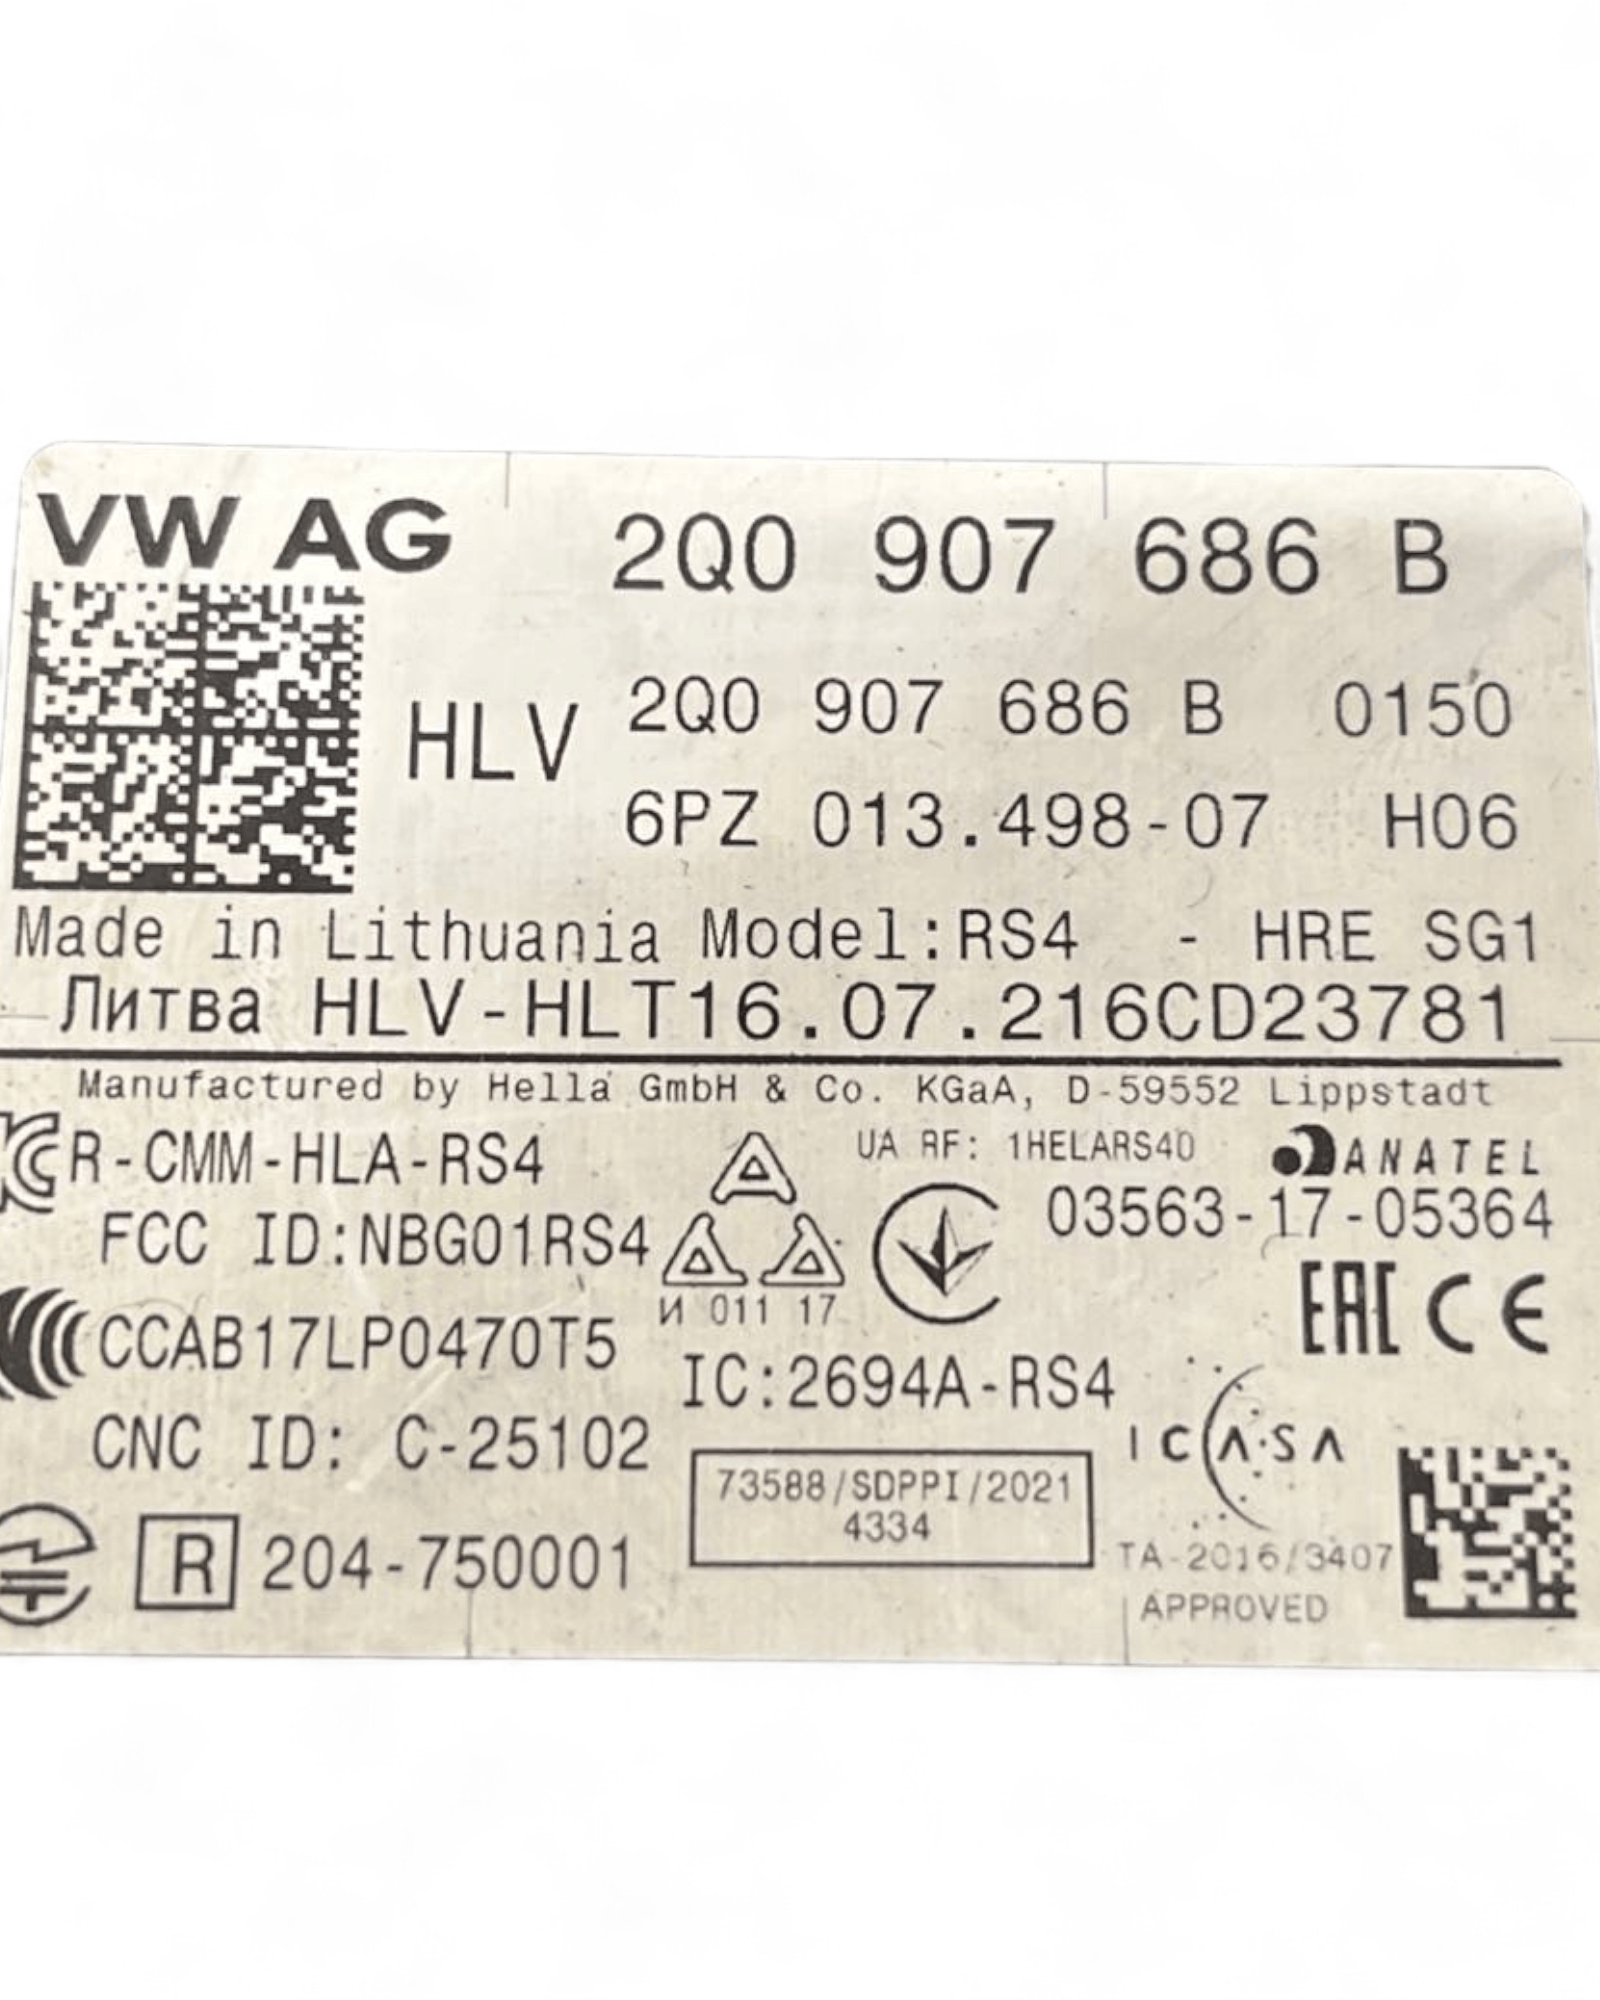 VW AG 2Q0 907 686 B
HLV 2Q0 907 686 B 0150
6PZ 013.498-07 H06
Made in Lithuania Model:RS4 - HRE SG1
Литва HLV-HLT16.07.216CD23781
Manufactured by Hella GmbH & Co. KGaA, D-59552 Lippstadt
R-CMM-HLA-RS4
UA RF: 1HELARS40
ANATEL
03563-17-05364
FCC ID:NBG01RS4
И 011 17
EAC CE
CCAB17LP0470T5
IC:2694A-RS4
CNC ID: C-25102
ICASA
73588/SDPPI/2021
4334
R 204-750001
TA-2016/3407
APPROVED